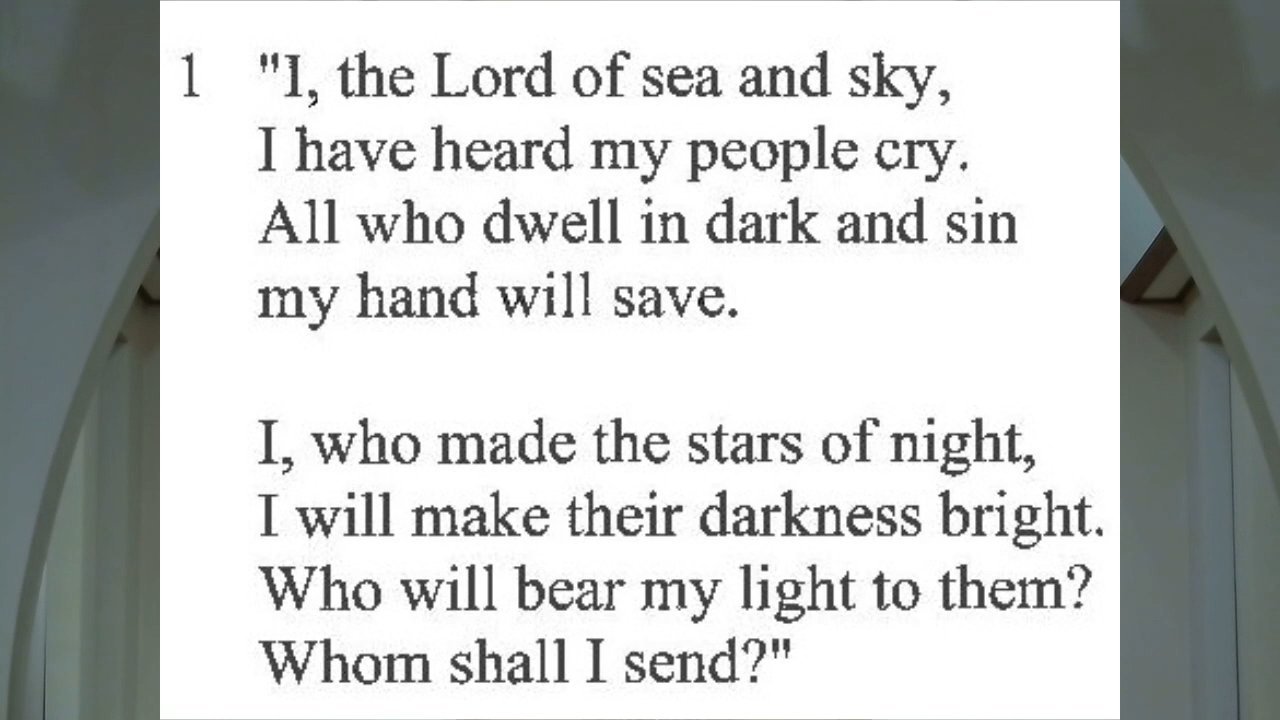 1 "I, the Lord of sea and sky,
I have heard my people cry.
All who dwell in dark and sin
my hand will save.
I, who made the stars of night,
I will make their darkness bright.
Who will bear my light to them?
Whom shall I send?"